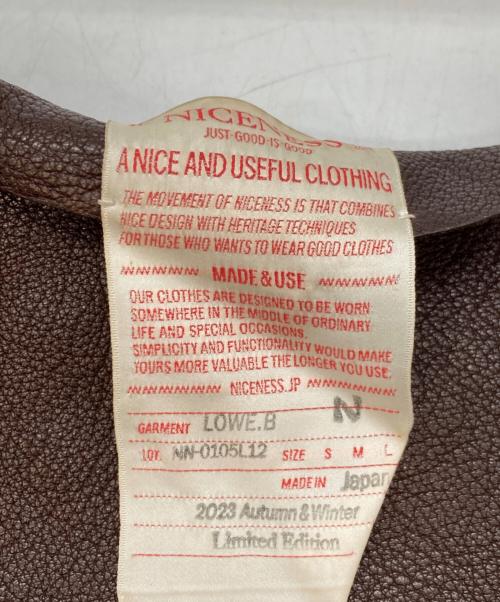 NICENESS
JUST·GOOD·IS·GOOD
A NICE AND USEFUL CLOTHING
THE MOVEMENT OF NICENESS IS THAT COMBINES
NICE DESIGN WITH HERITAGE TECHNIQUES
FOR THOSE WHO WANTS TO WEAR GOOD CLOTHES
MADE & USE
OUR CLOTHES ARE DESIGNED TO BE WORN
SOMEWHERE IN THE MIDDLE OF ORDINARY
LIFE AND SPECIAL OCCASIONS.
SIMPLICITY AND FUNCTIONALITY WOULD MAKE
YOURS MORE VALUABLE THE LONGER YOU USE.
NICENESS.JP
GARMENT LOWE.B N
LOT. NN-0105L12 SIZE S M L
MADE IN Japan
2023 Autumn & Winter
Limited Edition